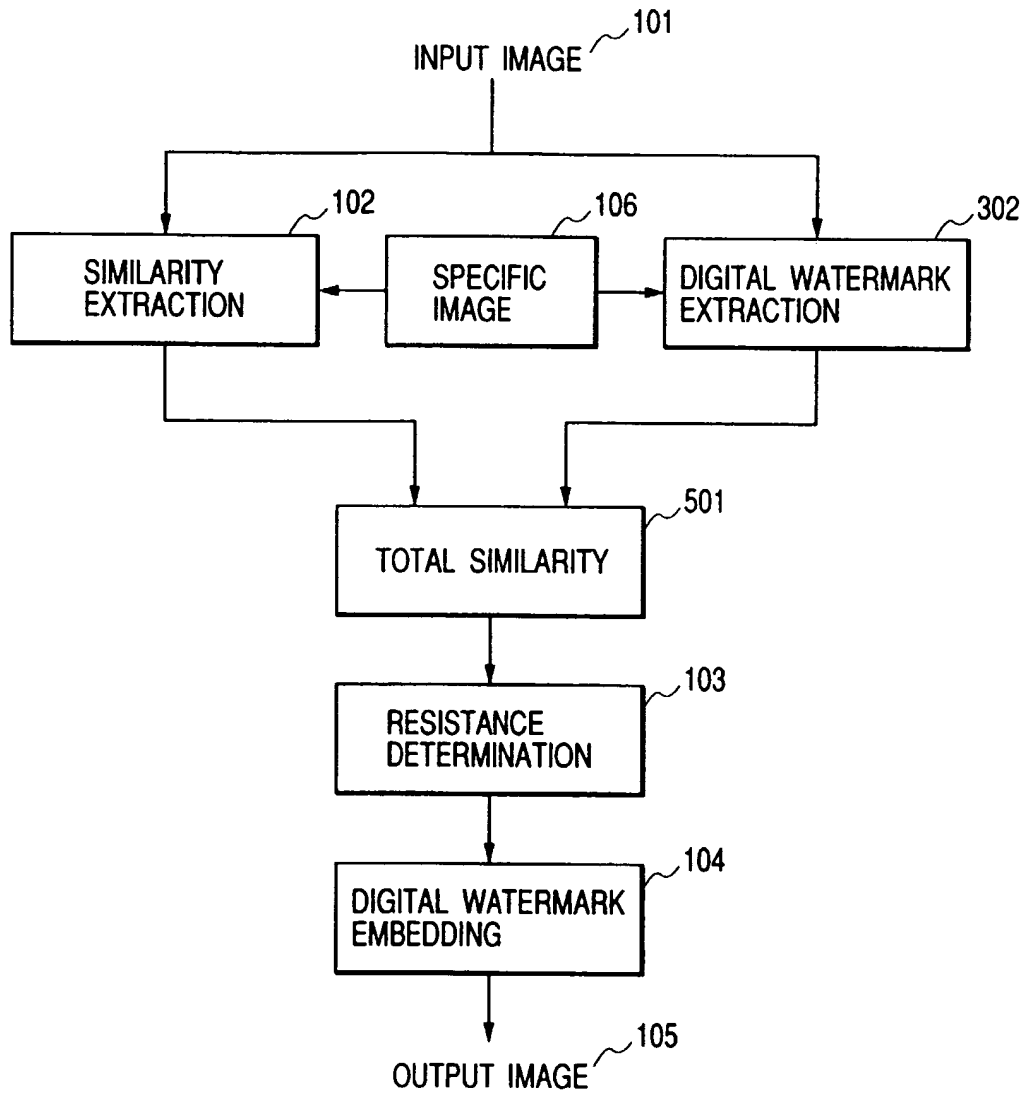 101
INPUT IMAGE
102
106
302
SIMILARITY
EXTRACTION
SPECIFIC
IMAGE
DIGITAL WATERMARK
EXTRACTION
501
TOTAL SIMILARITY
103
RESISTANCE
DETERMINATION
104
DIGITAL WATERMARK
EMBEDDING
105
OUTPUT IMAGE